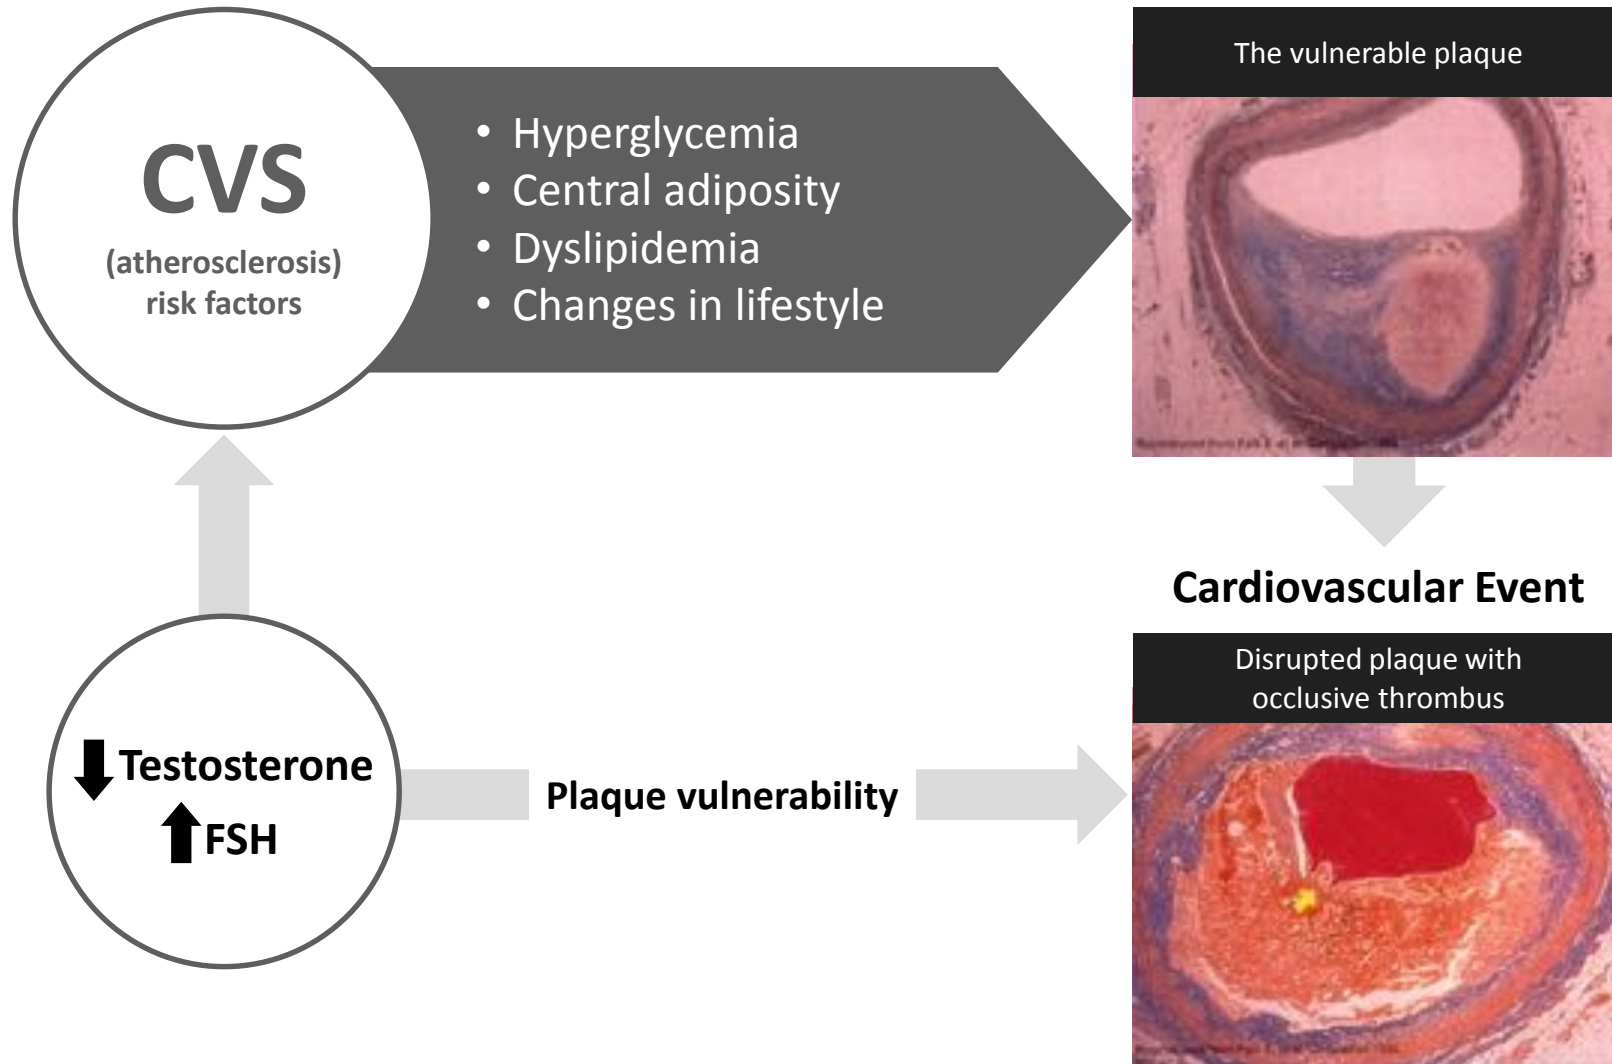 CVS
(atherosclerosis)
risk factors
• Hyperglycemia
• Central adiposity
• Dyslipidemia
• Changes in lifestyle
The vulnerable plaque
Cardiovascular Event
Disrupted plaque with
occlusive thrombus
Testosterone
FSH
Plaque vulnerability